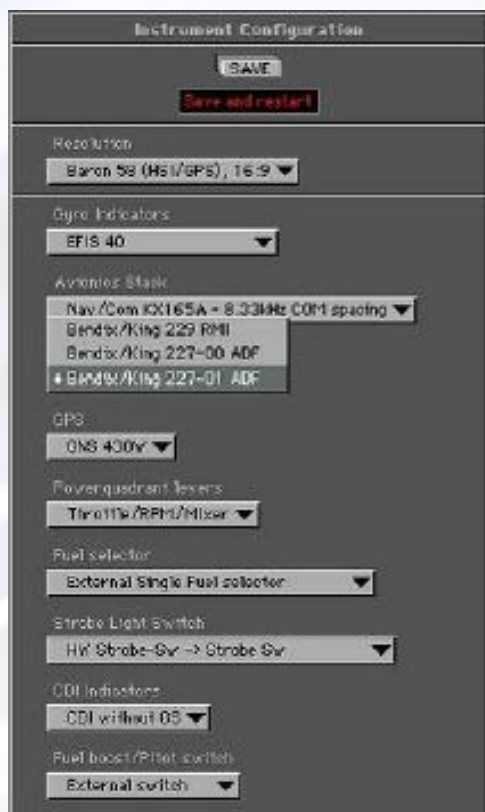 Instrument Configuration
SAVE
Save and restart
Resolution
Baron 58 (HSI/GPS), 16:9
Gyro Indicators
EFIS 40
Avionics Stack
Nav/Com KX165A - 8.33kHz COM spacing
Bendix/King 229 RMI
Bendix/King 227-00 ADF
Bendix/King 227-01 ADF
GPS
GNS 430W
Powerquadrant levers
Throttle/RPM/Mixer
Fuel selector
External Single Fuel selector
Strobe Light Switch
HW Strobe-Sw -> Strobe Sw
CDI Indicators
CDI without GS
Fuel boost/Pitot switch
External switch